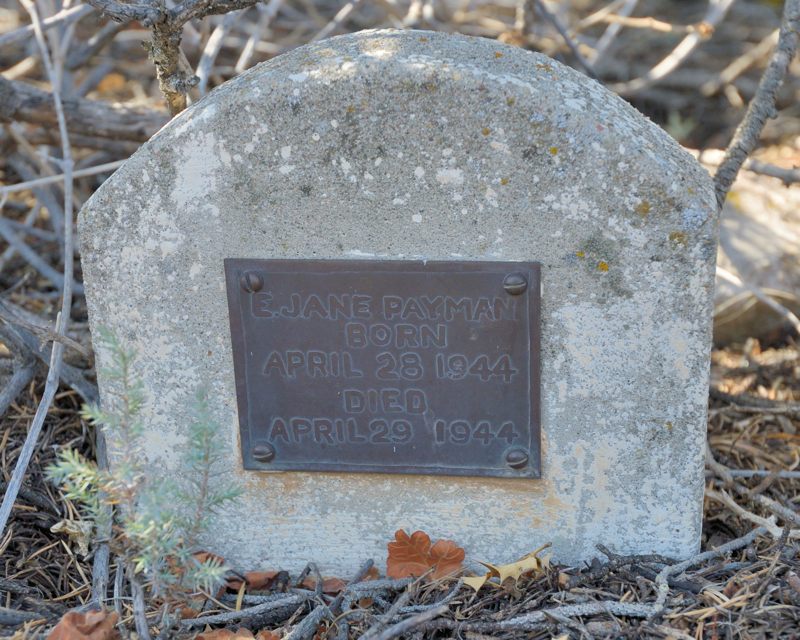 E.JANE PAYMAN
BORN
APRIL 28 1944
DIED
APRIL 29 1944